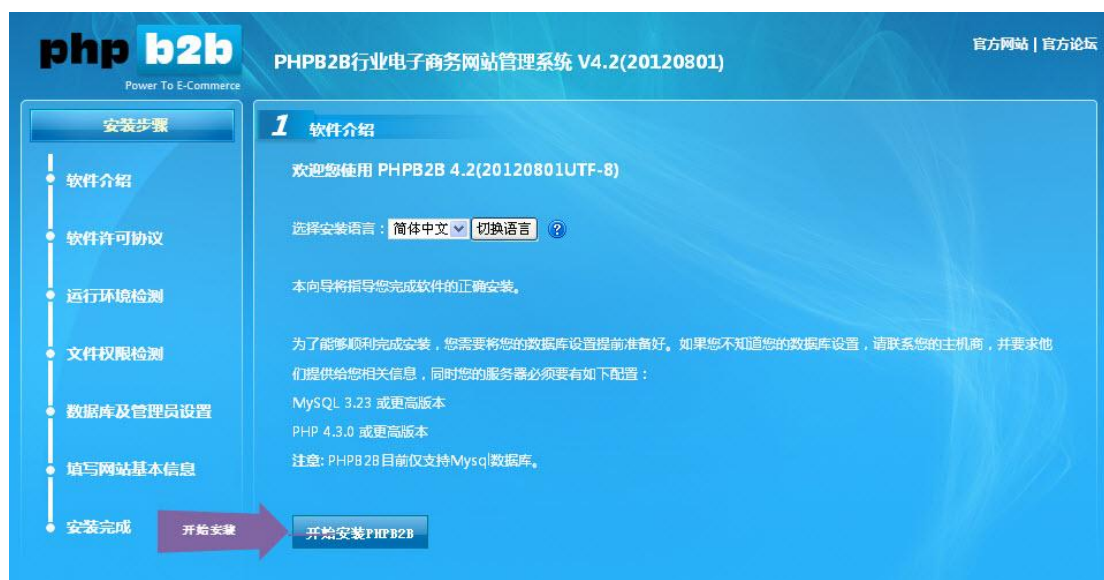 php b2b
Power To E-Commerce
PHPB2B行业电子商务网站管理系统 V4.2(20120801)
官方网站 | 官方论坛
安装步骤
软件介绍
软件许可协议
运行环境检测
文件权限检测
数据库及管理员设置
填写网站基本信息
安装完成
1 软件介绍
欢迎您使用 PHPB2B 4.2(20120801UTF-8)
选择安装语言：简体中文 切换语言 ?
本向导将指导您完成软件的正确安装。
为了能够顺利完成安装，您需要将您的数据库设置提前准备好。如果您不知道您的数据库设置，请联系您的主机商，并要求他
们提供给您相关信息，同时您的服务器必须要有如下配置：
MySQL 3.23 或更高版本
PHP 4.3.0 或更高版本
注意: PHPB2B目前仅支持Mysql数据库。
开始安装
开始安装PHPB2B